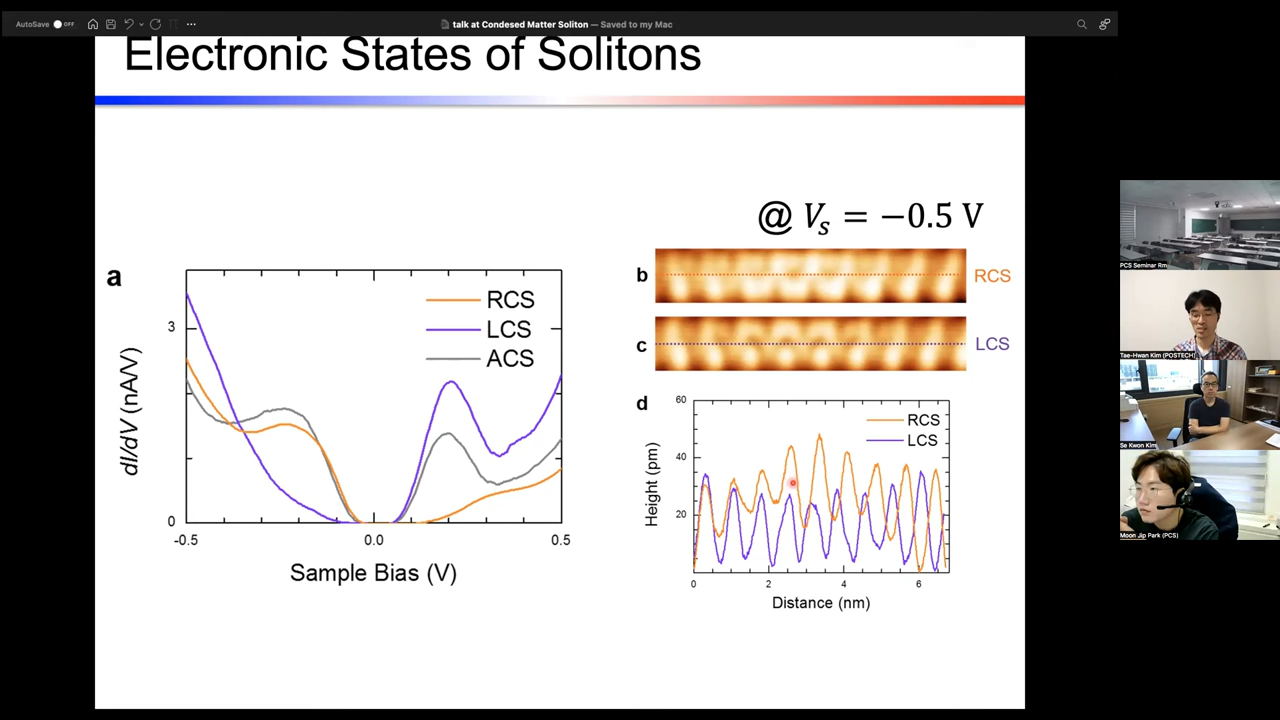 AutoSave OFF
talk at Condesed Matter Soliton — Saved to my Mac
Electronic States of Solitons
@ Vs = −0.5 V
a
RCS
LCS
ACS
3
0
dI/dV (nA/V)
-0.5
0.0
0.5
Sample Bias (V)
b
RCS
c
LCS
d
RCS
LCS
60
40
20
Height (pm)
0
2
4
6
Distance (nm)
PCS Seminar Rm
Tae-Hwan Kim (POSTECH)
Se Kwon Kim
Moon Jip Park (PCS)